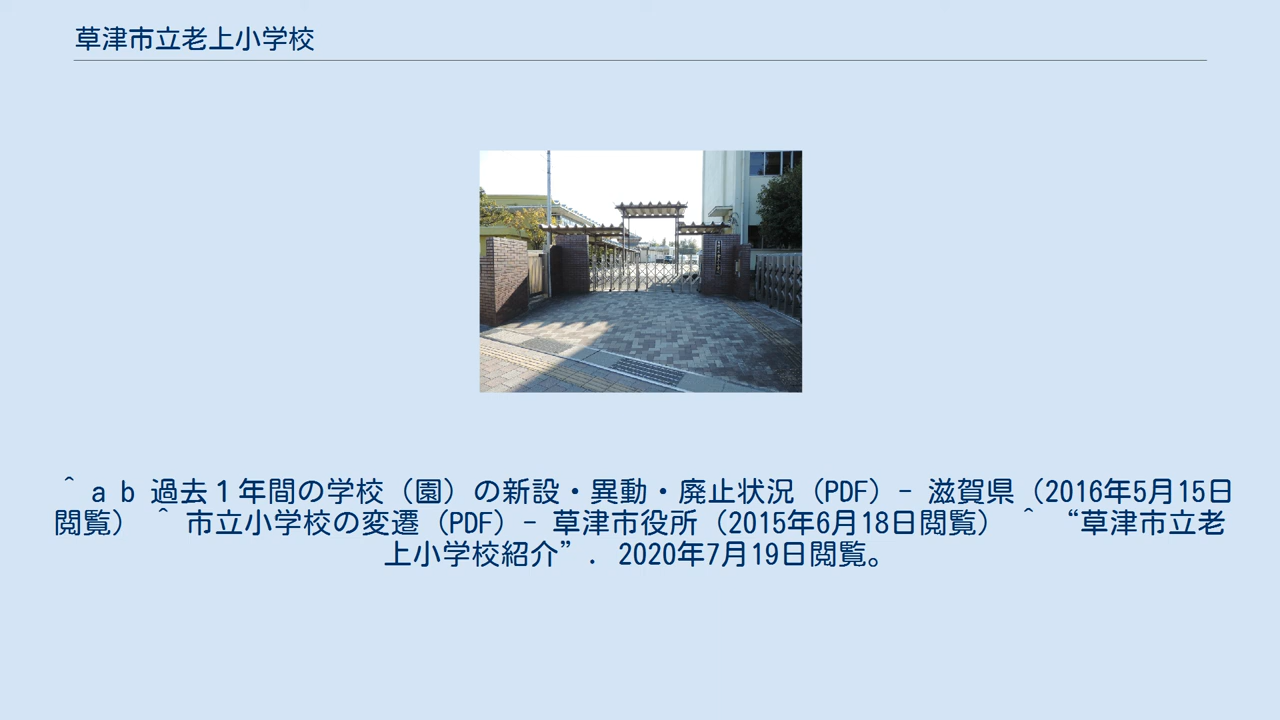 草津市立老上小学校
^ a b 過去１年間の学校（園）の新設・異動・廃止状況（PDF）- 滋賀県（2016年5月15日
閲覧） ^ 市立小学校の変遷（PDF）- 草津市役所（2015年6月18日閲覧） ^ “草津市立老
上小学校紹介”. 2020年7月19日閲覧。